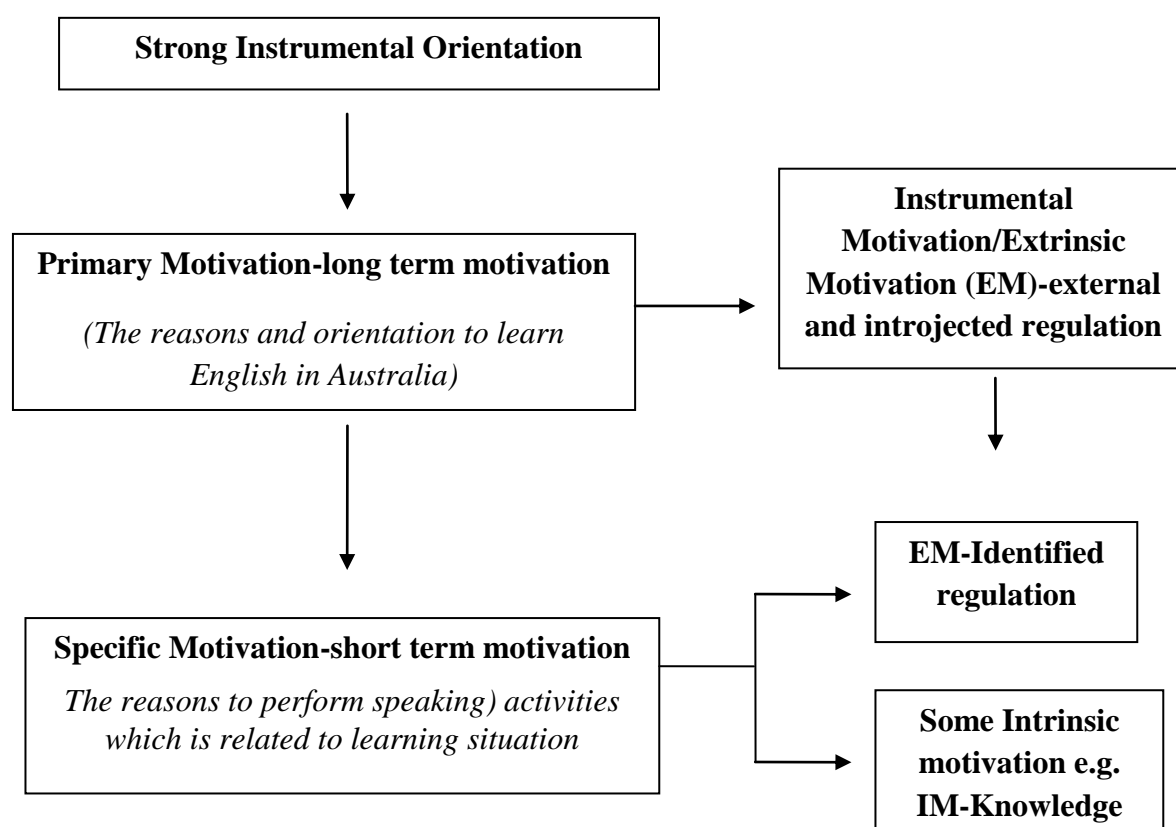 Strong Instrumental Orientation
Primary Motivation-long term motivation
(The reasons and orientation to learn
English in Australia)
Instrumental
Motivation/Extrinsic
Motivation (EM)-external
and introjected regulation
Specific Motivation-short term motivation
The reasons to perform speaking) activities
which is related to learning situation
EM-Identified
regulation
Some Intrinsic
motivation e.g.
IM-Knowledge